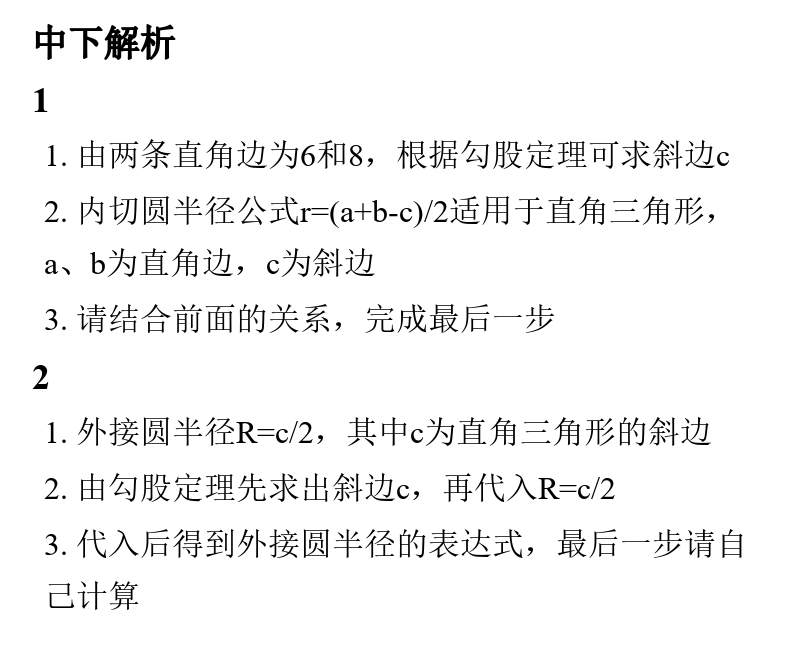 中下解析
1
1. 由两条直角边为6和8，根据勾股定理可求斜边c
2. 内切圆半径公式r=(a+b-c)/2适用于直角三角形，
a、b为直角边，c为斜边
3. 请结合前面的关系，完成最后一步
2
1. 外接圆半径R=c/2，其中c为直角三角形的斜边
2. 由勾股定理先求出斜边c，再代入R=c/2
3. 代入后得到外接圆半径的表达式，最后一步请自
己计算